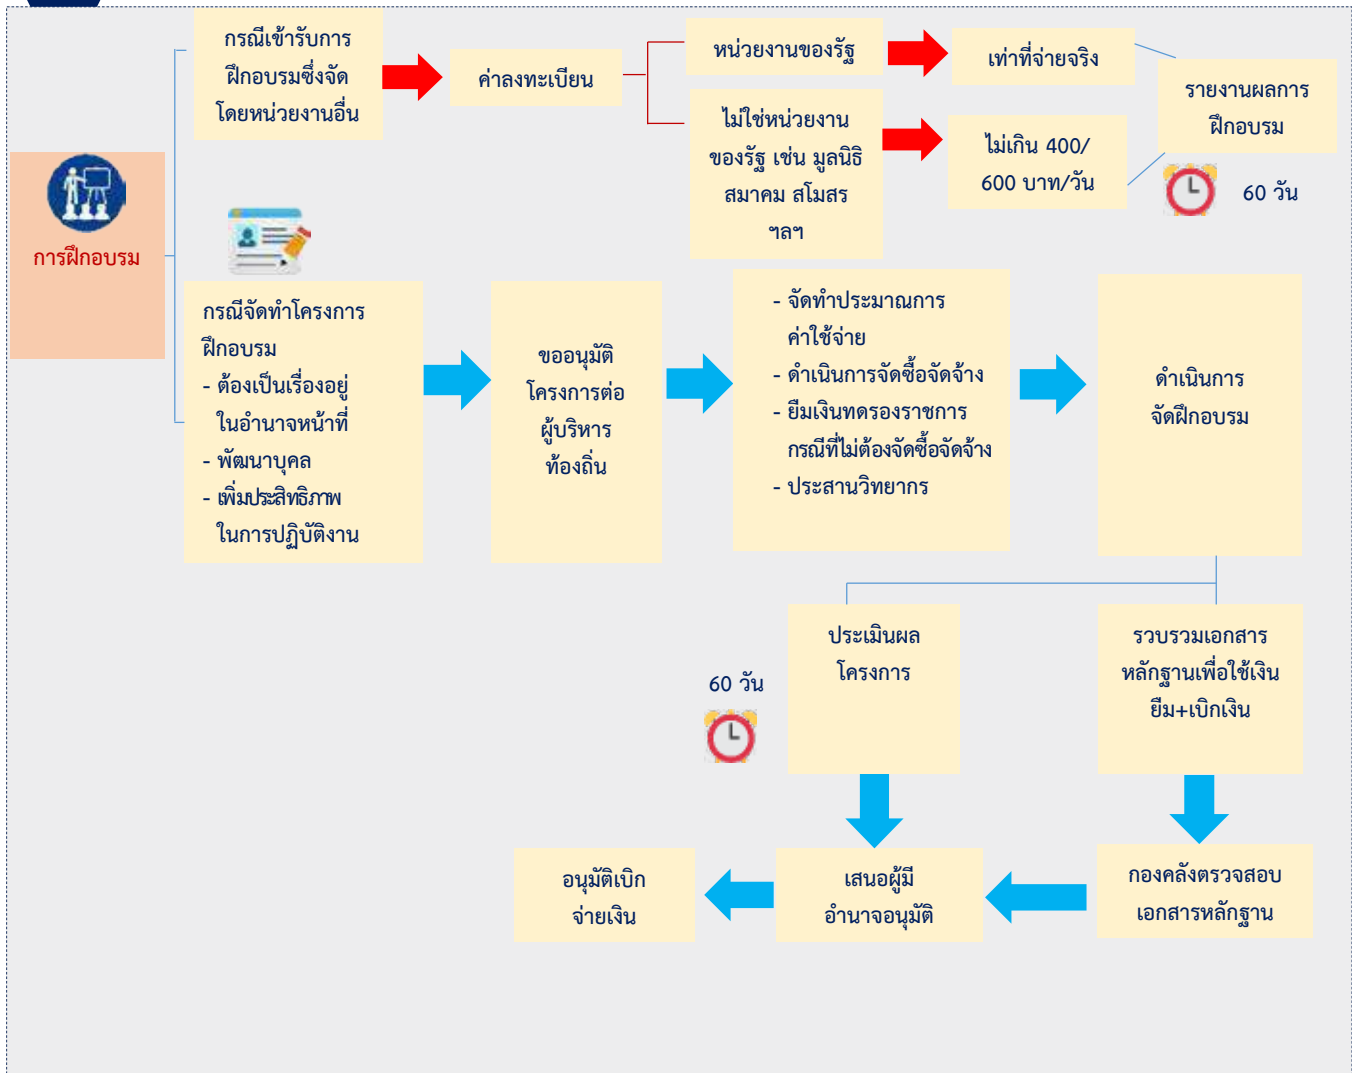 การฝึกอบรม
กรณีเข้ารับการ
ฝึกอบรมซึ่งจัด
โดยหน่วยงานอื่น
ค่าลงทะเบียน
หน่วยงานของรัฐ
เท่าที่จ่ายจริง
ไม่ใช่หน่วยงาน
ของรัฐ เช่น มูลนิธิ
สมาคม สโมสร
ฯลฯ
ไม่เกิน 400/
600 บาท/วัน
รายงานผลการ
ฝึกอบรม
60 วัน
กรณีจัดทำโครงการ
ฝึกอบรม
- ต้องเป็นเรื่องอยู่
ในอำนาจหน้าที่
- พัฒนาบุคล
- เพิ่มประสิทธิภาพ
ในการปฏิบัติงาน
ขออนุมัติ
โครงการต่อ
ผู้บริหาร
ท้องถิ่น
- จัดทำประมาณการ
ค่าใช้จ่าย
- ดำเนินการจัดซื้อจัดจ้าง
- ยืมเงินทดรองราชการ
กรณีที่ไม่ต้องจัดซื้อจัดจ้าง
- ประสานวิทยากร
ดำเนินการ
จัดฝึกอบรม
ประเมินผล
โครงการ
60 วัน
รวบรวมเอกสาร
หลักฐานเพื่อใช้เงิน
ยืม+เบิกเงิน
กองคลังตรวจสอบ
เอกสารหลักฐาน
เสนอผู้มี
อำนาจอนุมัติ
อนุมัติเบิก
จ่ายเงิน